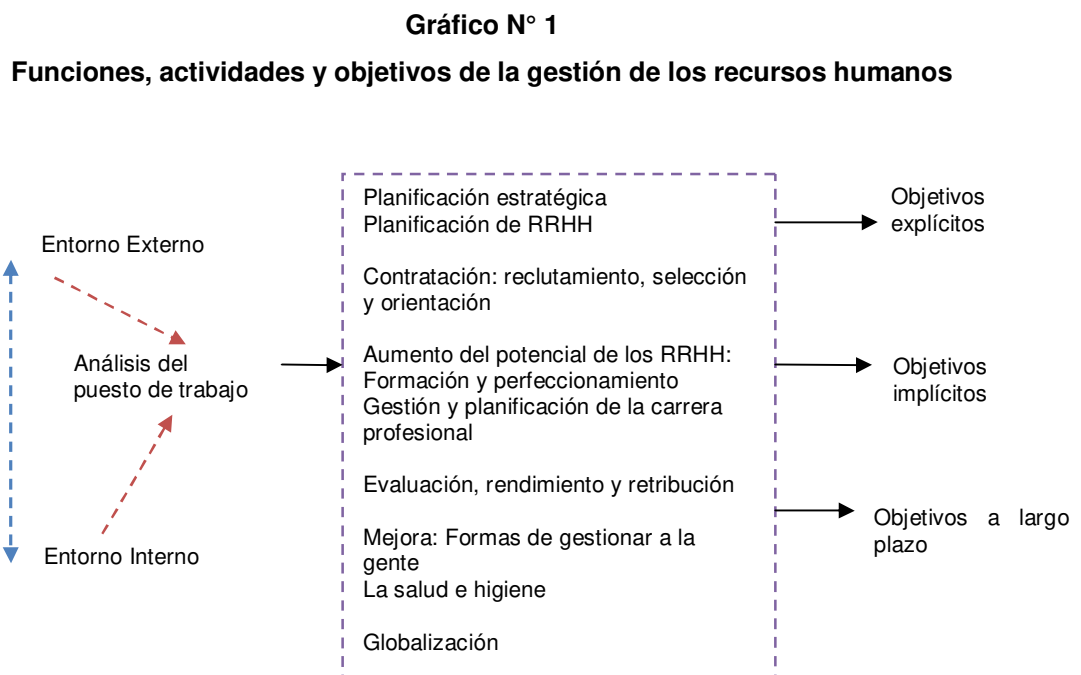 Gráfico N° 1
Funciones, actividades y objetivos de la gestión de los recursos humanos
Entorno Externo
Análisis del
puesto de trabajo
Entorno Interno
Planificación estratégica
Planificación de RRHH
Contratación: reclutamiento, selección
y orientación
Aumento del potencial de los RRHH:
Formación y perfeccionamiento
Gestión y planificación de la carrera
profesional
Evaluación, rendimiento y retribución
Mejora: Formas de gestionar a la
gente
La salud e higiene
Globalización
Objetivos
explícitos
Objetivos
implícitos
Objetivos a largo
plazo